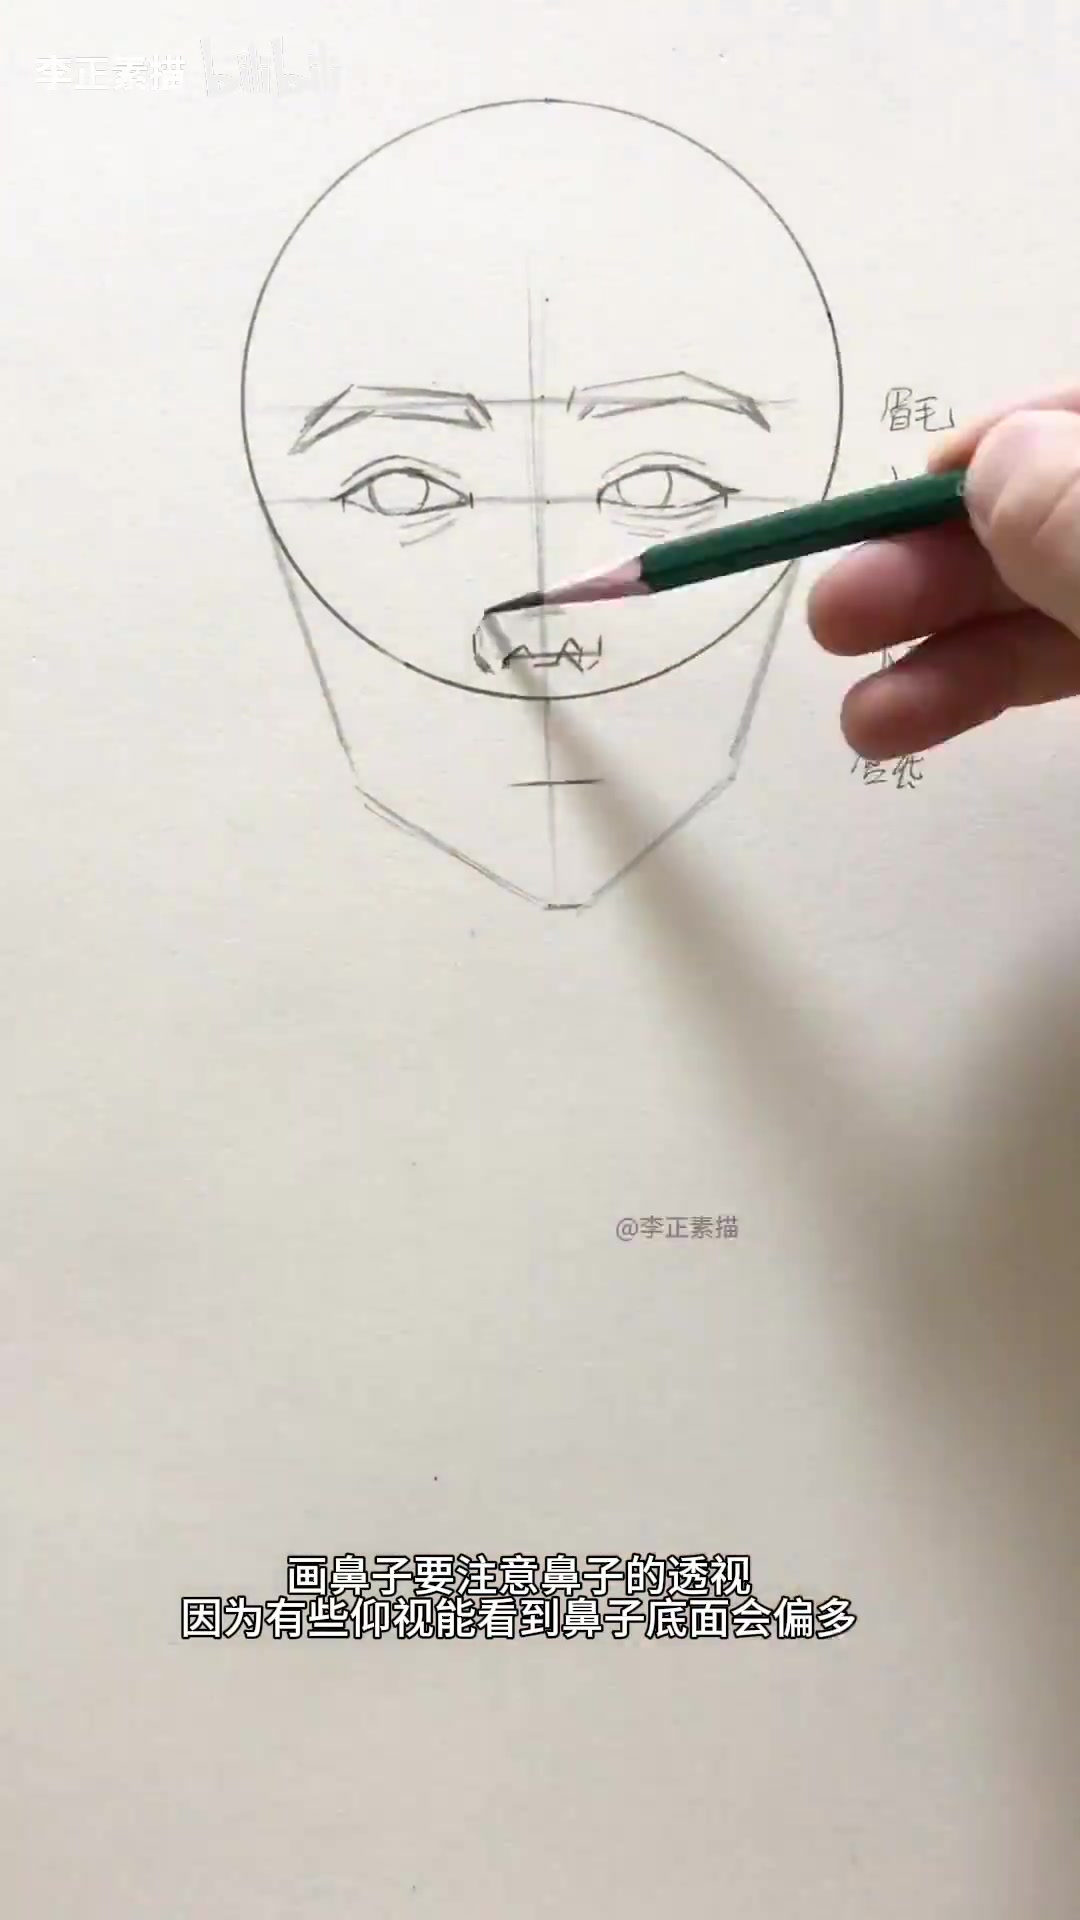 李正素描
眉毛
@李正素描
画鼻子要注意鼻子的透视
因为有些仰视能看到鼻子底面会偏多